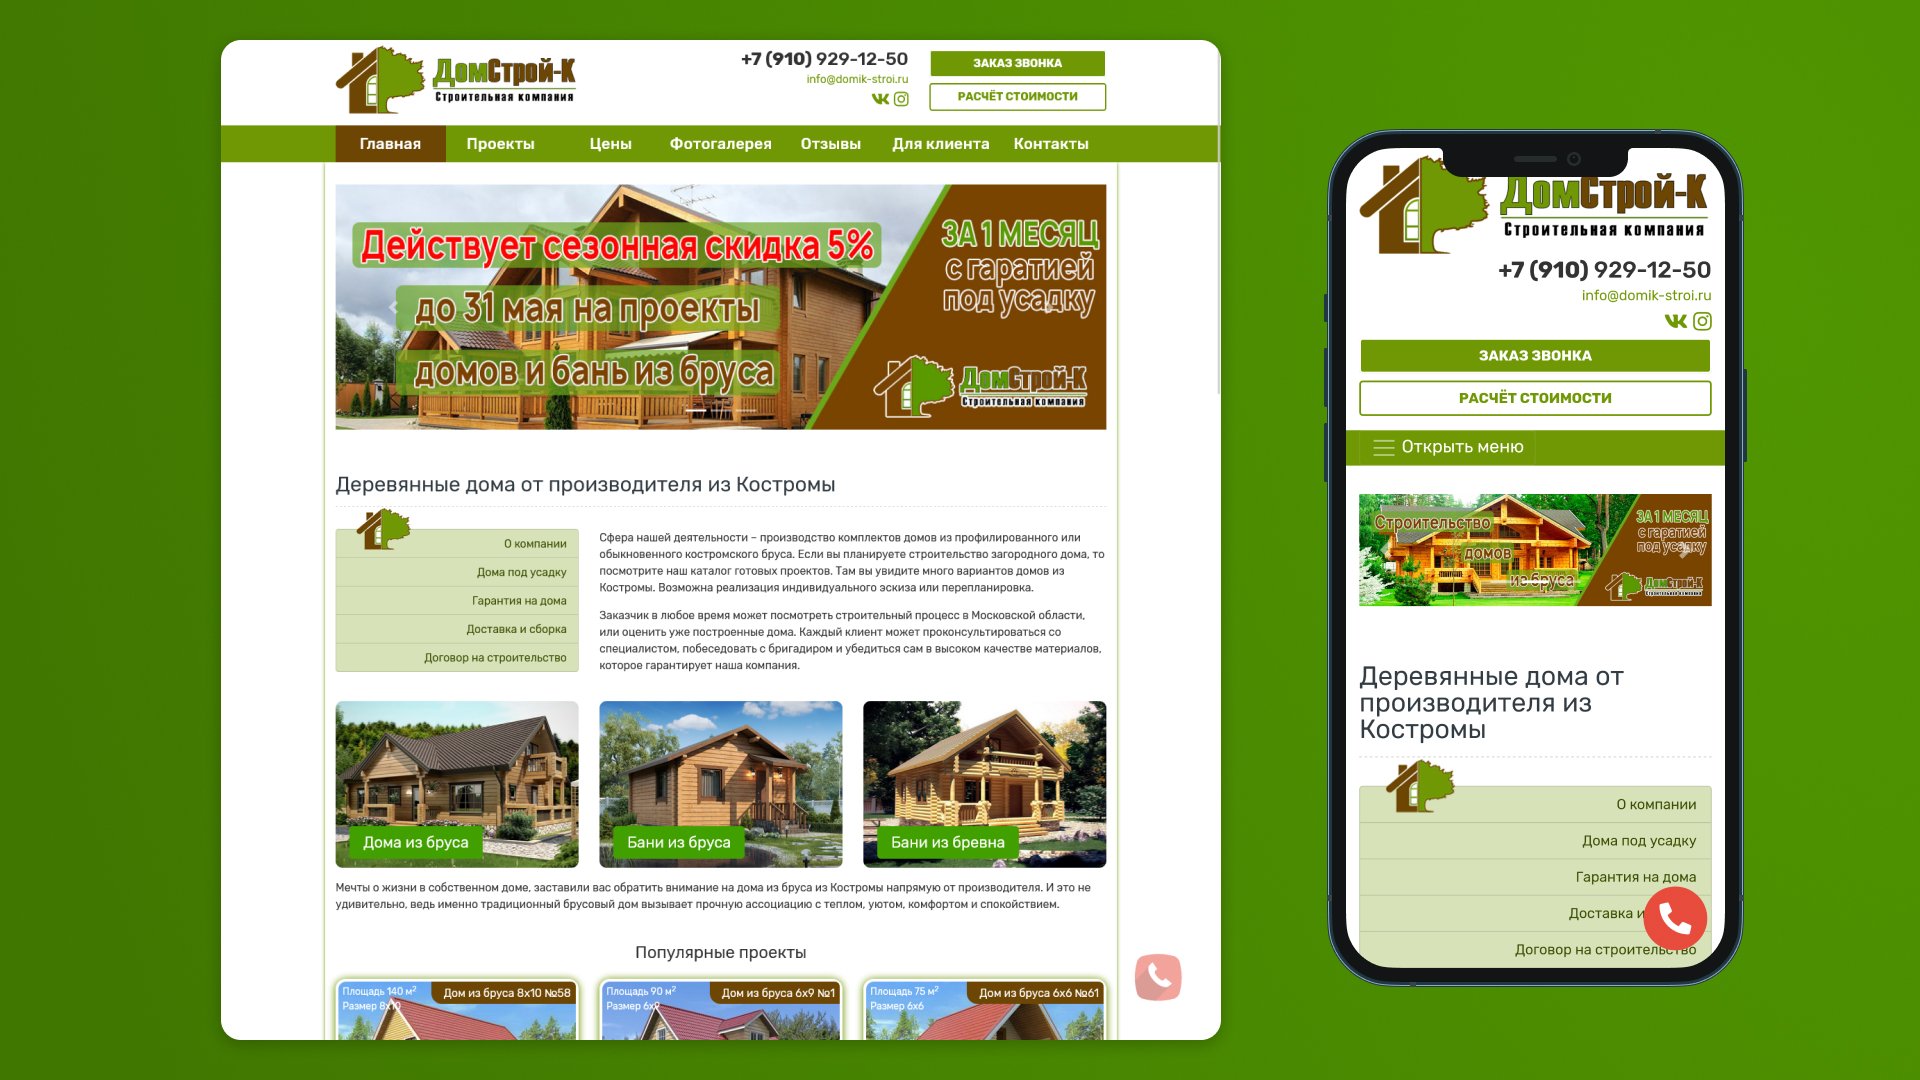 ДомСтрой-К
Строительная компания
+7 (910) 929-12-50
info@domik-stroi.ru
ЗАКАЗ ЗВОНКА
РАСЧЁТ СТОИМОСТИ
Главная Проекты Цены Фотогалерея Отзывы Для клиента Контакты
Действует сезонная скидка 5%
до 31 мая на проекты
домов и бань из бруса
ЗА 1 МЕСЯЦ
с гаратией
под усадку
ДомСтрой-К
Строительная компания
Деревянные дома от производителя из Костромы
О компании
Дома под усадку
Гарантия на дома
Доставка и сборка
Договор на строительство
Сфера нашей деятельности – производство комплектов домов из профилированного или
обыкновенного костромского бруса. Если вы планируете строительство загородного дома, то
посмотрите наш каталог готовых проектов. Там вы увидите много вариантов домов из
Костромы. Возможна реализация индивидуального эскиза или перепланировка.
Заказчик в любое время может посмотреть строительный процесс в Московской области,
или оценить уже построенные дома. Каждый клиент может проконсультироваться со
специалистом, побеседовать с бригадиром и убедиться сам в высоком качестве материалов,
которое гарантирует наша компания.
Дома из бруса
Бани из бруса
Бани из бревна
Мечты о жизни в собственном доме, заставили вас обратить внимание на дома из бруса из Костромы напрямую от производителя. И это не
удивительно, ведь именно традиционный брусовый дом вызывает прочную ассоциацию с теплом, уютом, комфортом и спокойствием.
Популярные проекты
Площадь 140 м²
Размер 8х10
Дом из бруса 8х10 №58
Площадь 90 м²
Размер 6х9
Дом из бруса 6х9 №1
Площадь 75 м²
Размер 6х6
Дом из бруса 6х6 №61
ДомСтрой-К
Строительная компания
+7 (910) 929-12-50
info@domik-stroi.ru
ЗАКАЗ ЗВОНКА
РАСЧЁТ СТОИМОСТИ
Открыть меню
Строительство
домов
из бруса
ЗА 1 МЕСЯЦ
с гаратией
под усадку
ДомСтрой-К
Строительная компания
Деревянные дома от
производителя из
Костромы
О компании
Дома под усадку
Гарантия на дома
Доставка и
Договор на строительство